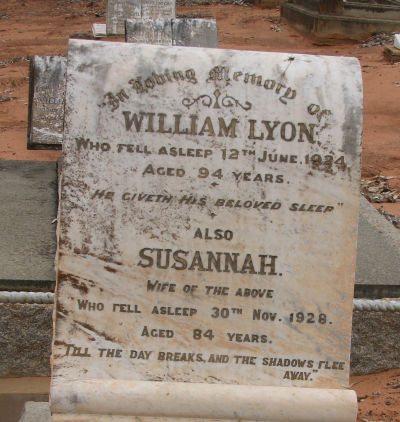 In Loving Memory of
WILLIAM LYON.
WHO FELL ASLEEP 12TH JUNE, 1924.
AGED 94 YEARS.
"HE GIVETH HIS BELOVED SLEEP"
ALSO
SUSANNAH.
WIFE OF THE ABOVE
WHO FELL ASLEEP 30TH NOV. 1928.
AGED 84 YEARS.
"TILL THE DAY BREAKS, AND THE SHADOWS FLEE
AWAY."